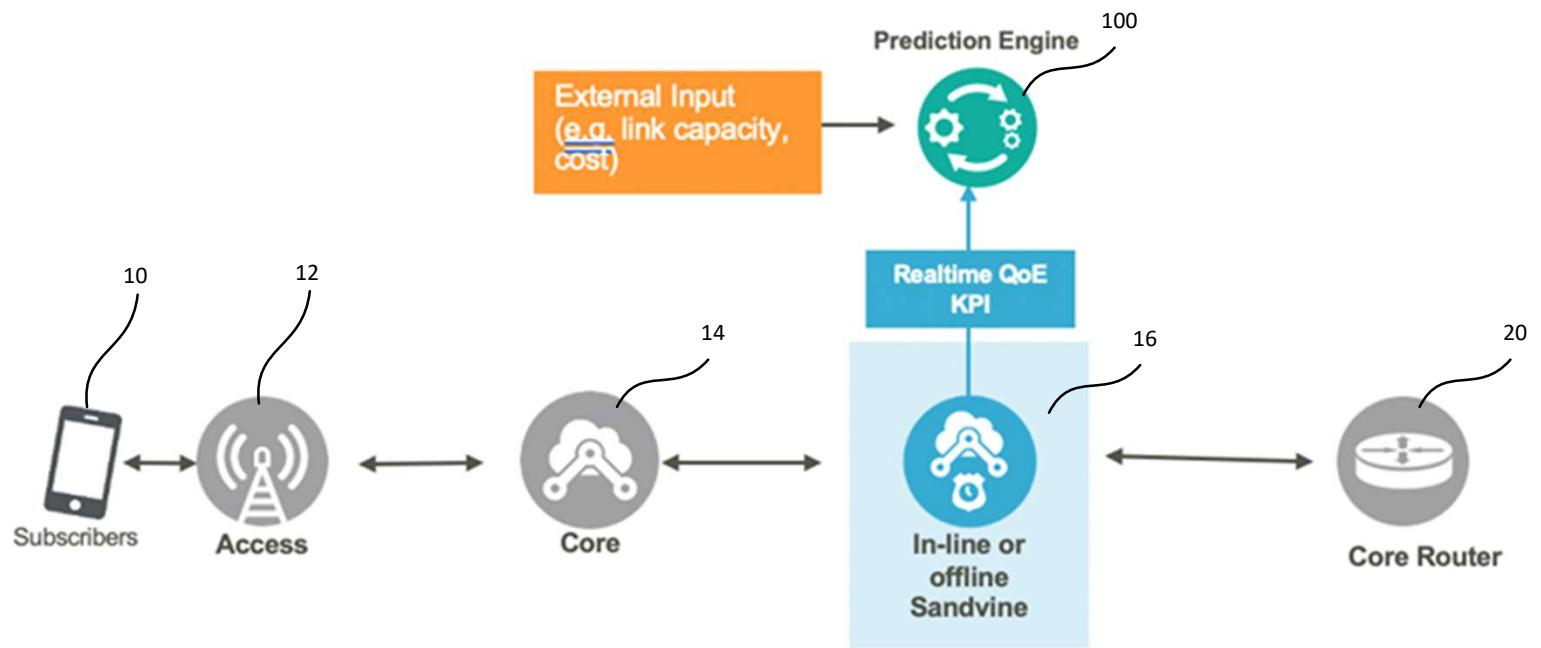 100
Prediction Engine
External Input
(e.g. link capacity,
cost)
Realtime QoE
KPI
10
12
14
16
20
Subscribers
Access
Core
In-line or
offline
Sandvine
Core Router